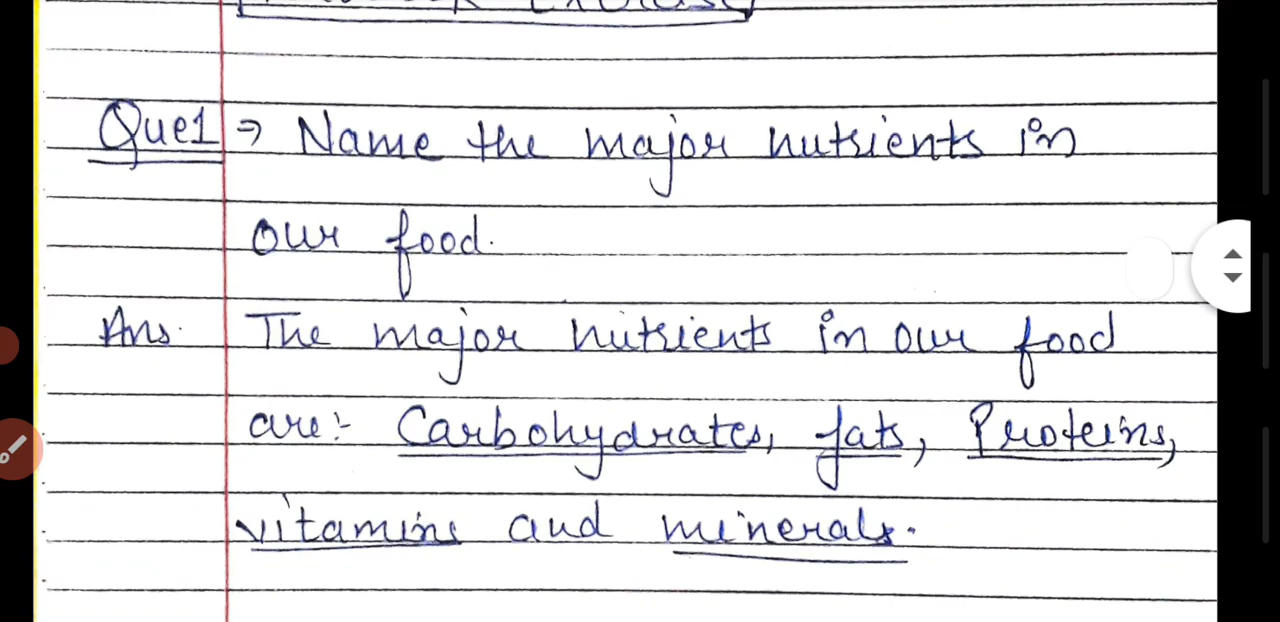 Exercise
Que1 ⇒ Name the major nutrients in
our food.
Ans. The major nutrients in our food
are:- Carbohydrates, fats, Proteins,
vitamins and minerals.